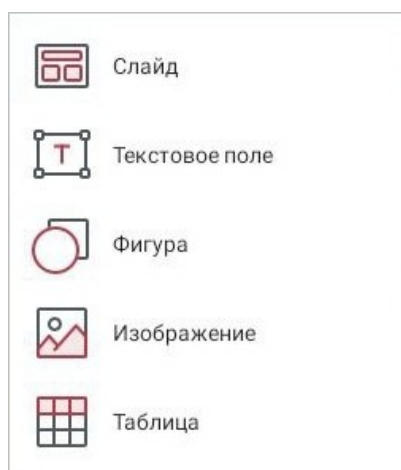 Слайд
Текстовое поле
Фигура
Изображение
Таблица